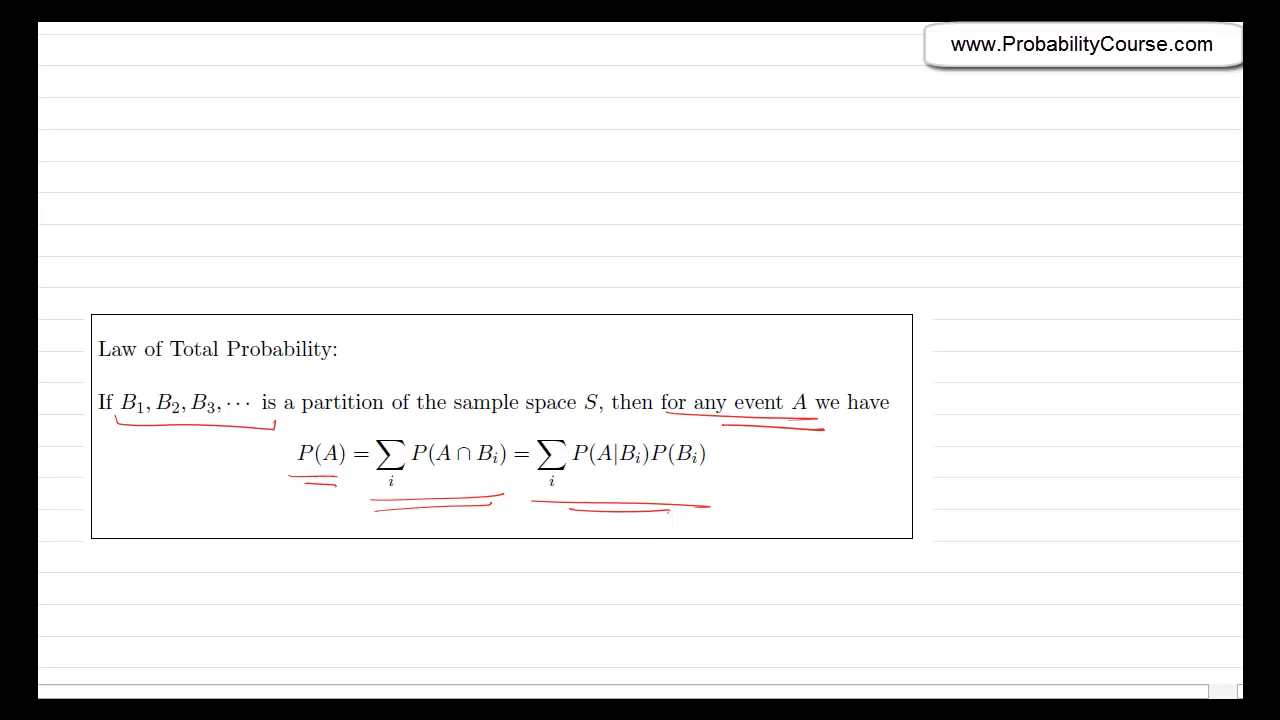 www.ProbabilityCourse.com
Law of Total Probability:
If B₁, B₂, B₃, ··· is a partition of the sample space S, then for any event A we have
P(A) = ∑ᵢ P(A ∩ Bᵢ) = ∑ᵢ P(A|Bᵢ)P(Bᵢ)